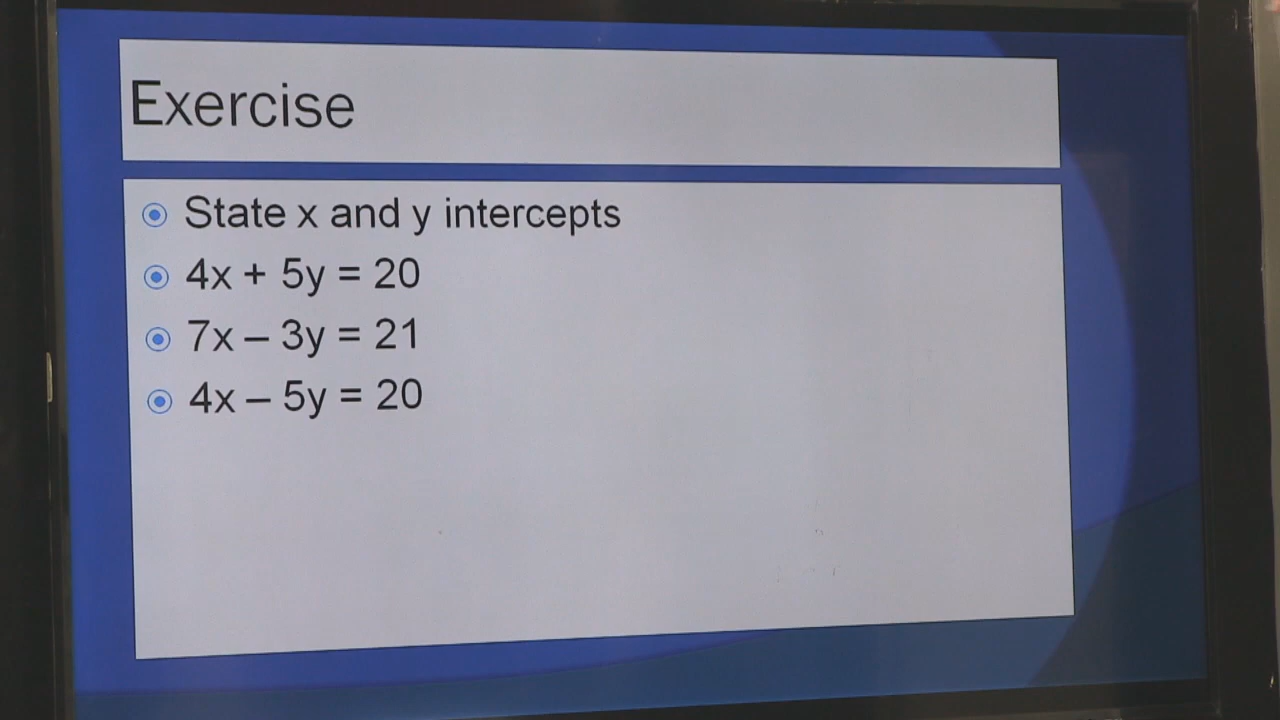 Exercise
State x and y intercepts
4x + 5y = 20
7x – 3y = 21
4x – 5y = 20